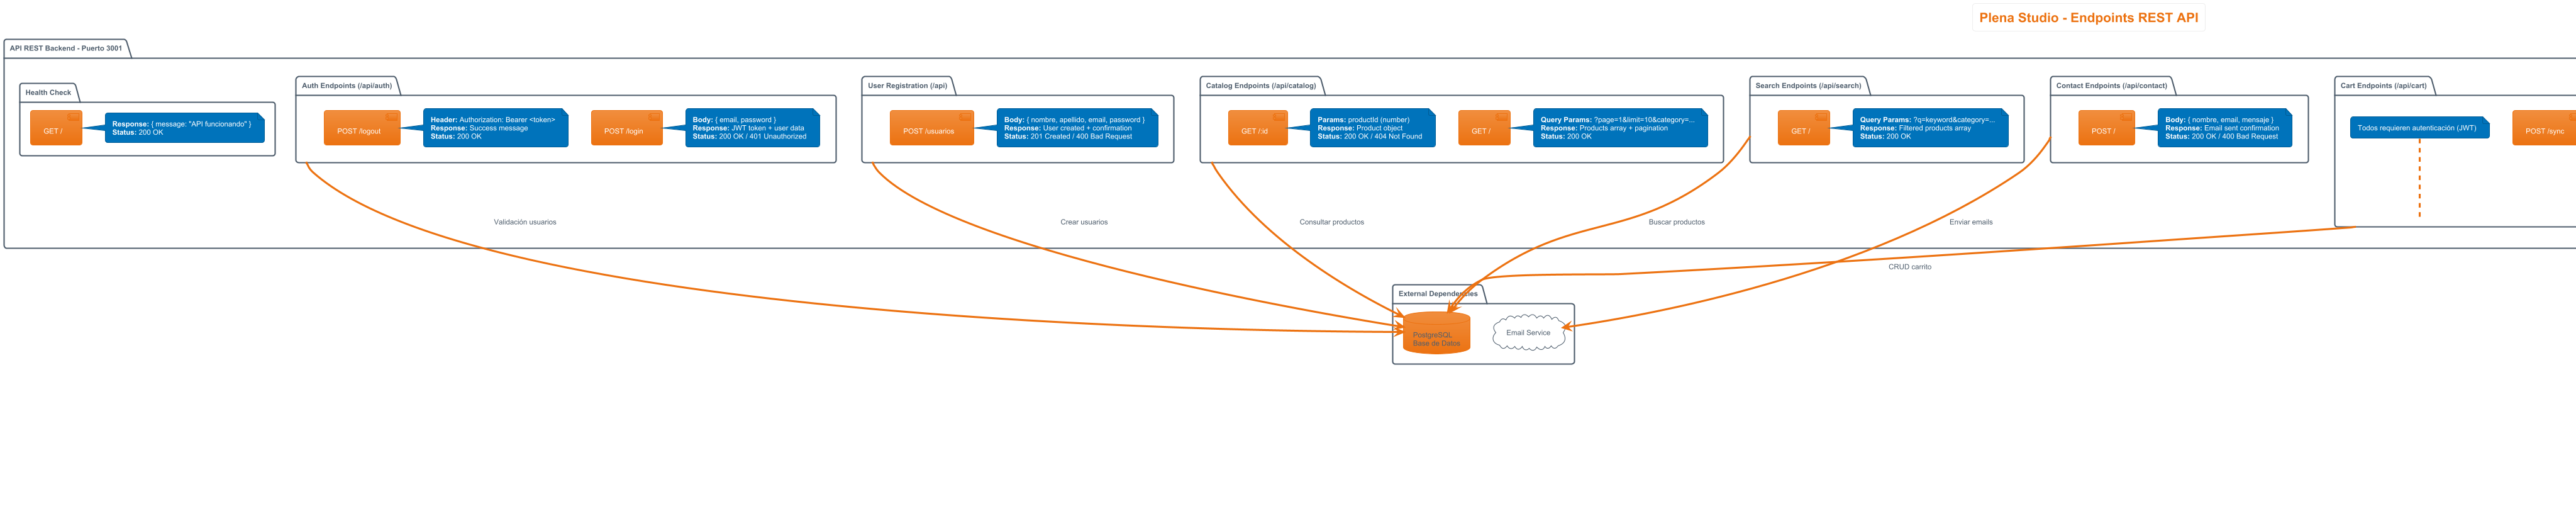 Plena Studio - Endpoints REST API
API REST Backend - Puerto 3001
Health Check
GET /
Response: { message: "API funcionando" }
Status: 200 OK
Auth Endpoints (/api/auth)
POST /logout
Header: Authorization: Bearer <token>
Response: Success message
Status: 200 OK
POST /login
Body: { email, password }
Response: JWT token + user data
Status: 200 OK / 401 Unauthorized
User Registration (/api)
POST /usuarios
Body: { nombre, apellido, email, password }
Response: User created + confirmation
Status: 201 Created / 400 Bad Request
Catalog Endpoints (/api/catalog)
GET /:id
Params: productId (number)
Response: Product object
Status: 200 OK / 404 Not Found
GET /
Query Params: ?page=1&limit=10&category=...
Response: Products array + pagination
Status: 200 OK
Search Endpoints (/api/search)
GET /
Query Params: ?q=keyword&category=...
Response: Filtered products array
Status: 200 OK
Contact Endpoints (/api/contact)
POST /
Body: { nombre, email, mensaje }
Response: Email sent confirmation
Status: 200 OK / 400 Bad Request
Cart Endpoints (/api/cart)
Todos requieren autenticación (JWT)
POST /sync
Validación usuarios
Crear usuarios
Consultar productos
Buscar productos
Enviar emails
CRUD carrito
External Dependencies
PostgreSQL
Base de Datos
Email Service